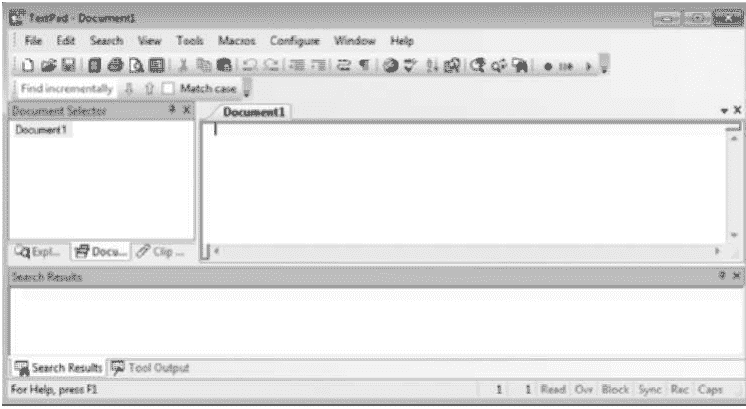 TextPad - Document1
File Edit Search View Tools Macros Configure Window Help
Find incrementally Match case
Document Selector
Document1
Document1
Expl... Docu... Clip ...
Search Results
Search Results Tool Output
For Help, press F1 1 1 Read Ovr Block Sync Rec Caps